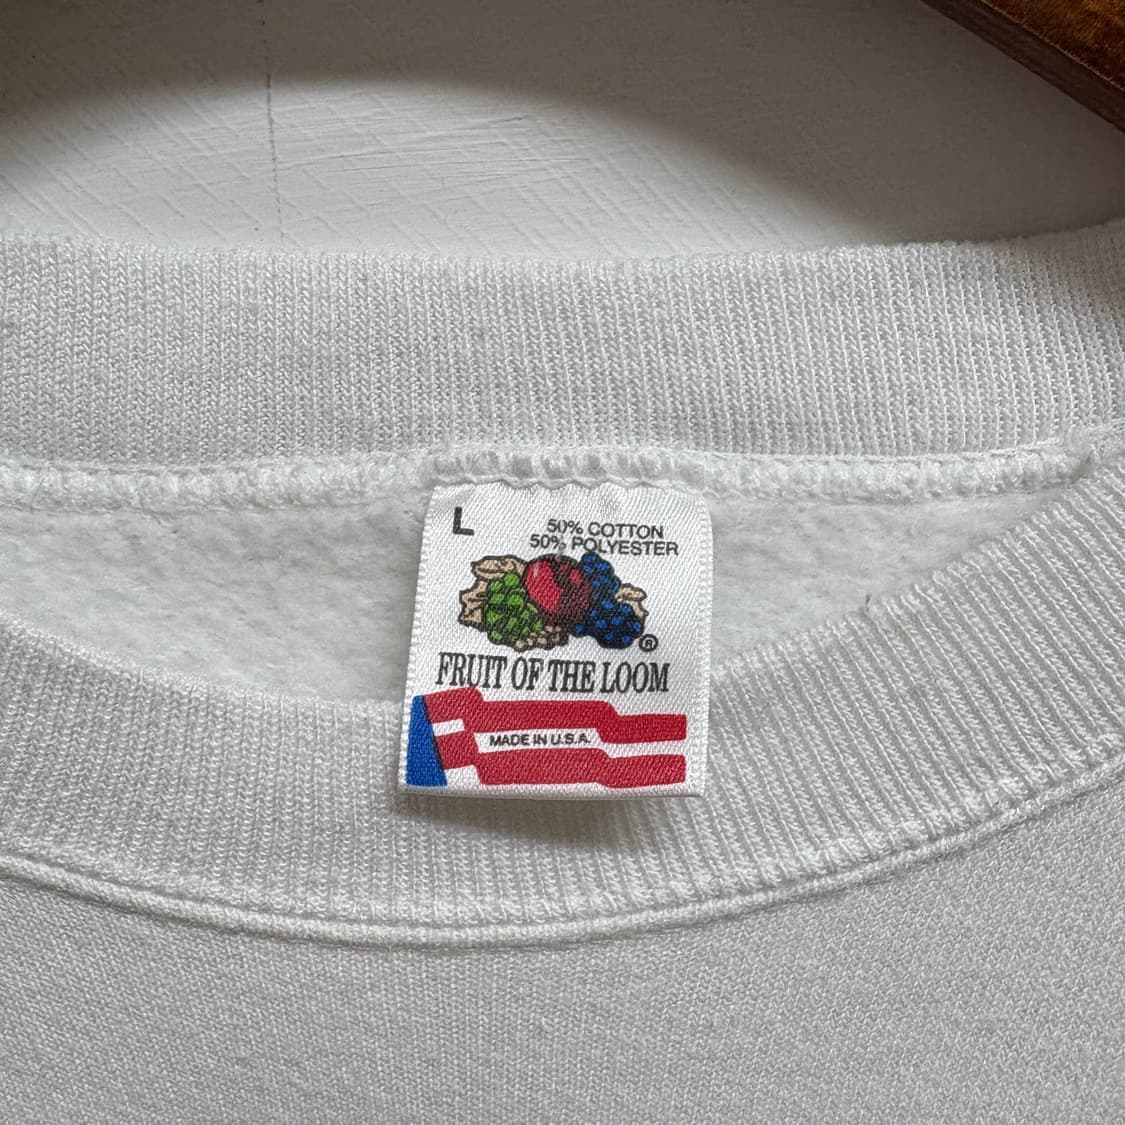 L
50% COTTON
50% POLYESTER
®
FRUIT OF THE LOOM
MADE IN U.S.A.